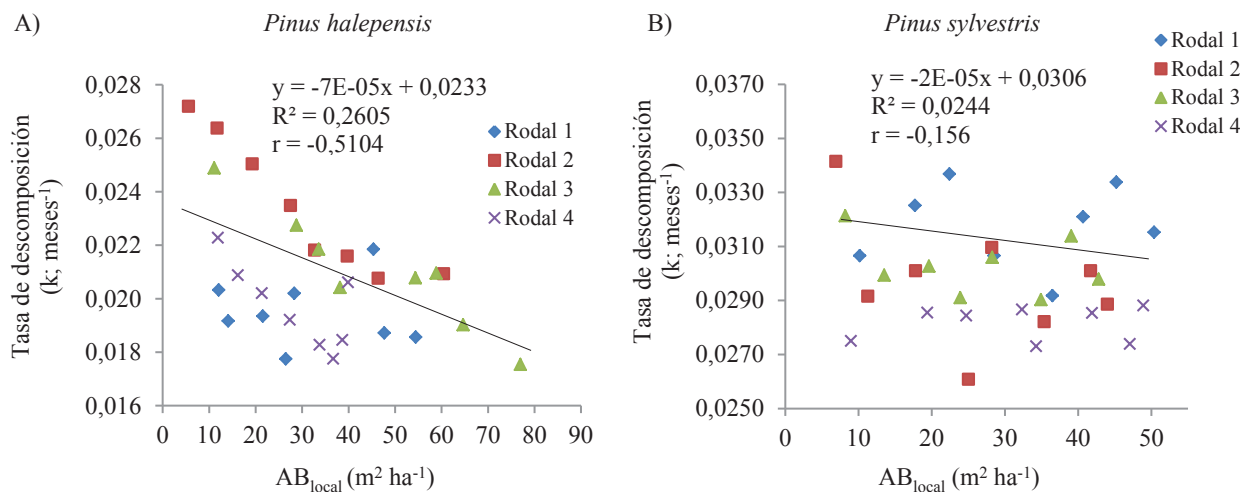 A)
Pinus halepensis
y = -7E-05x + 0,0233
R² = 0,2605
r = -0,5104
Rodal 1
Rodal 2
Rodal 3
Rodal 4
Tasa de descomposición
(k; meses⁻¹)
0,028
0,026
0,024
0,022
0,020
0,018
0,016
0 10 20 30 40 50 60 70 80 90
AB_local (m² ha⁻¹)
B)
Pinus sylvestris
y = -2E-05x + 0,0306
R² = 0,0244
r = -0,156
Rodal 1
Rodal 2
Rodal 3
Rodal 4
Tasa de descomposición
(k; meses⁻¹)
0,0370
0,0350
0,0330
0,0310
0,0290
0,0270
0,0250
0 10 20 30 40 50
AB_local (m² ha⁻¹)